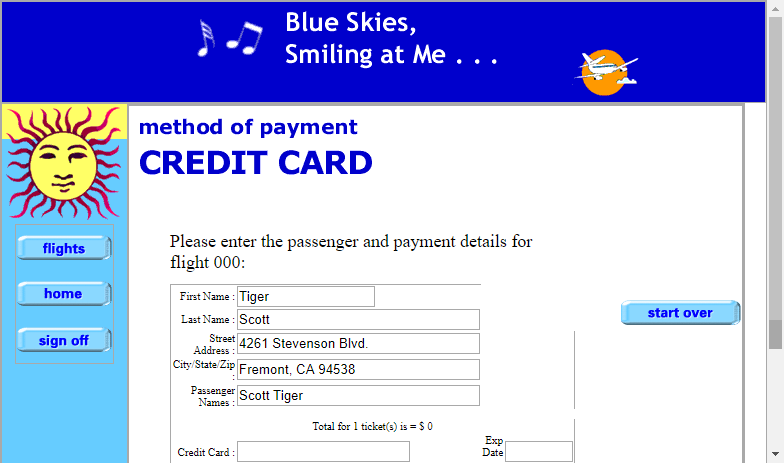 Blue Skies,
Smiling at Me . . .
method of payment
CREDIT CARD
flights
home
sign off
Please enter the passenger and payment details for
flight 000:
First Name : Tiger
start over
Last Name : Scott
Street
Address : 4261 Stevenson Blvd.
City/State/Zip
: Fremont, CA 94538
Passenger
Names : Scott Tiger
Total for 1 ticket(s) is = $ 0
Credit Card :
Exp
Date